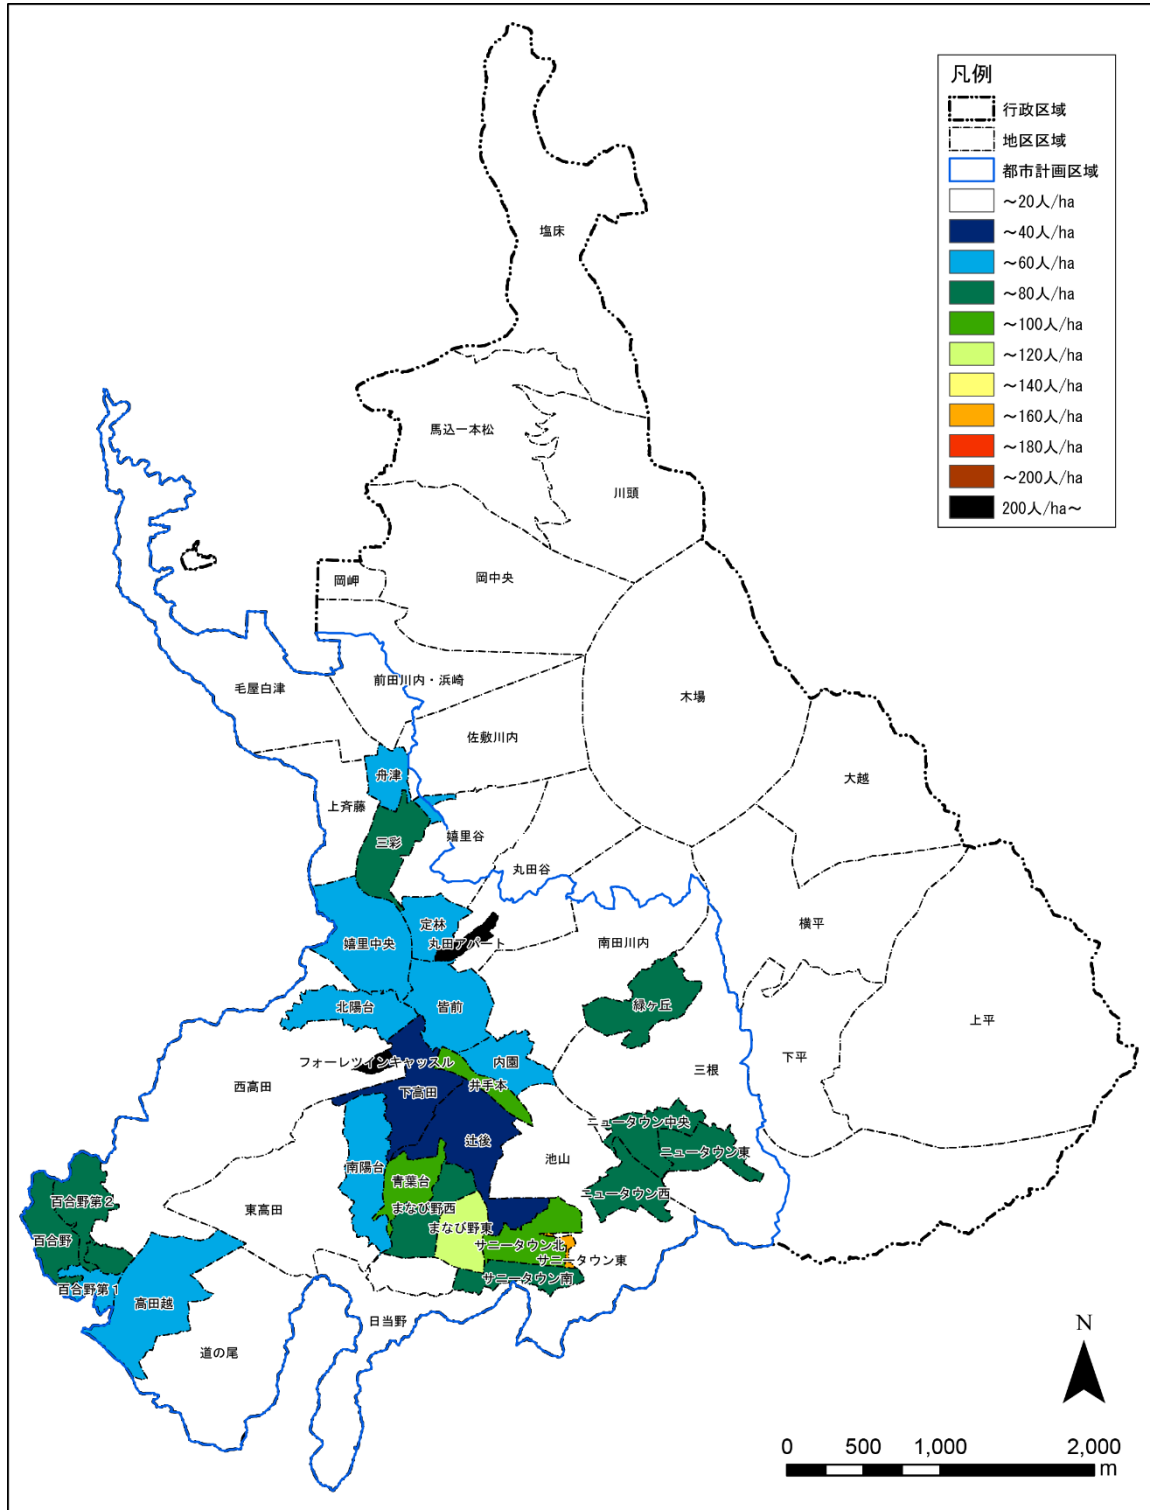 凡例
行政区域
地区区域
都市計画区域
～20人/ha
～40人/ha
～60人/ha
～80人/ha
～100人/ha
～120人/ha
～140人/ha
～160人/ha
～180人/ha
～200人/ha
200人/ha～
塩床
馬込一本松
川頭
岡中央
岡岬
毛屋白津
前田川内・浜崎
木場
佐敷川内
舟津
大越
上斉藤
三彩
嬉里谷
丸田谷
横平
定林
丸田アパート
嬉里中央
南田川内
北陽台
皆前
緑ヶ丘
上平
フォーレツインキャッスル
内園
下平
西高田
下高田
井手本
三根
ニュータウン中央
辻後
池山
ニュータウン東
南陽台
青葉台
ニュータウン西
百合野第２
東高田
まなび野西
まなび野東
百合野
サニータウン北
サニータウン東
サニータウン南
百合野第１
高田越
日当野
道の尾
N
0
500
1,000
2,000
m